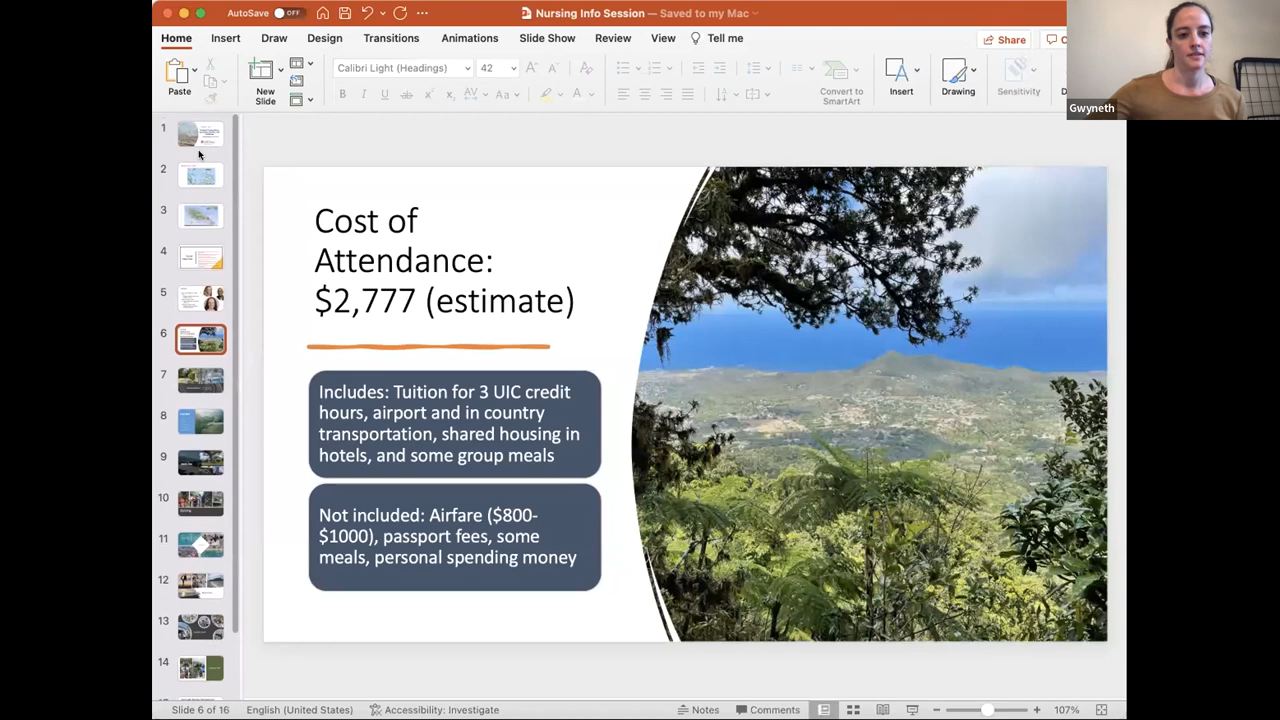 AutoSave OFF
Nursing Info Session — Saved to my Mac
Home Insert Draw Design Transitions Animations Slide Show Review View Tell me
Share
Paste
New Slide
Calibri Light (Headings) 42
Convert to SmartArt
Insert
Drawing
Sensitivity
Gwyneth
1
2
3
4
5
6
7
8
9
10
11
12
13
14
Cost of
Attendance:
$2,777 (estimate)
Includes: Tuition for 3 UIC credit
hours, airport and in country
transportation, shared housing in
hotels, and some group meals
Not included: Airfare ($800-
$1000), passport fees, some
meals, personal spending money
Slide 6 of 16 English (United States) Accessibility: Investigate Notes Comments 107%